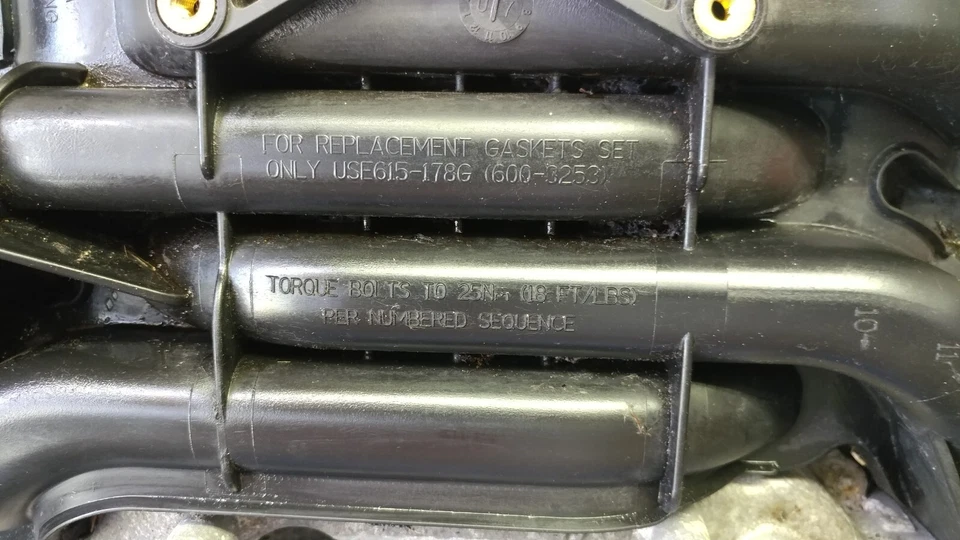 FOR REPLACEMENT GASKETS SET
ONLY USE615-178G (600-3253)
TORQUE BOLTS TO 25Nm (18 FT/LBS)
PER NUMBERED SEQUENCE
10
11